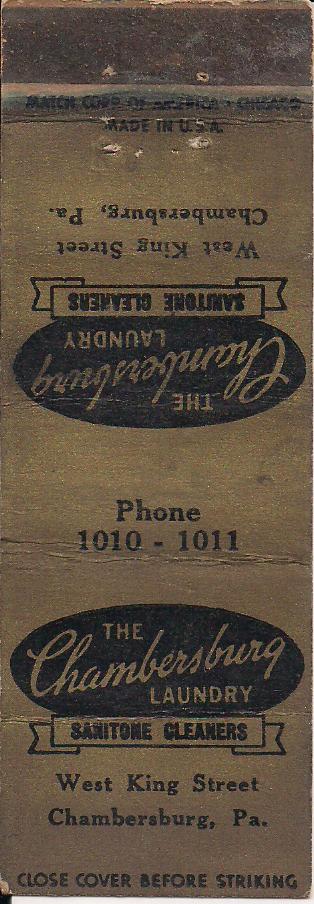 MATCH CORP. OF AMERICA · CHICAGO
MADE IN U.S.A.
West King Street
Chambersburg, Pa.
SANITONE CLEANERS
THE
Chambersburg
LAUNDRY
Phone
1010 - 1011
THE
Chambersburg
LAUNDRY
SANITONE CLEANERS
West King Street
Chambersburg, Pa.
CLOSE COVER BEFORE STRIKING